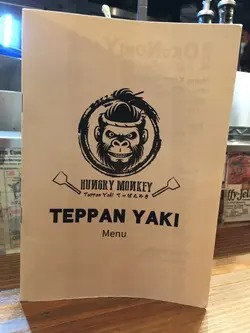 HUNGRY MONKEY
Teppan Yaki てっぱんやき
TEPPAN YAKI
Menu